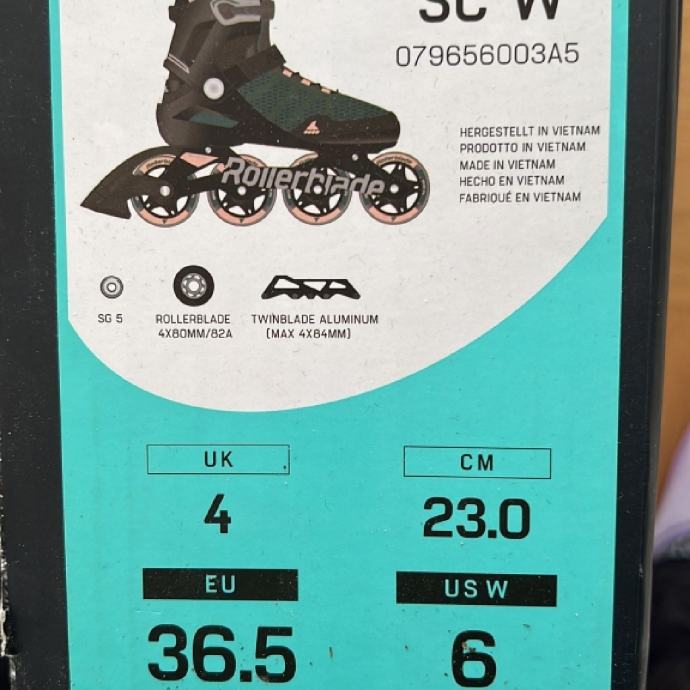 SC W
079656003A5
HERGESTELLT IN VIETNAM
PRODOTTO IN VIETNAM
MADE IN VIETNAM
HECHO EN VIETNAM
FABRIQUÉ EN VIETNAM
Rollerblade
SG 5
ROLLERBLADE
4X80MM/82A
TWINBLADE ALUMINUM
(MAX 4X84MM)
UK
4
CM
23.0
EU
36.5
US W
6